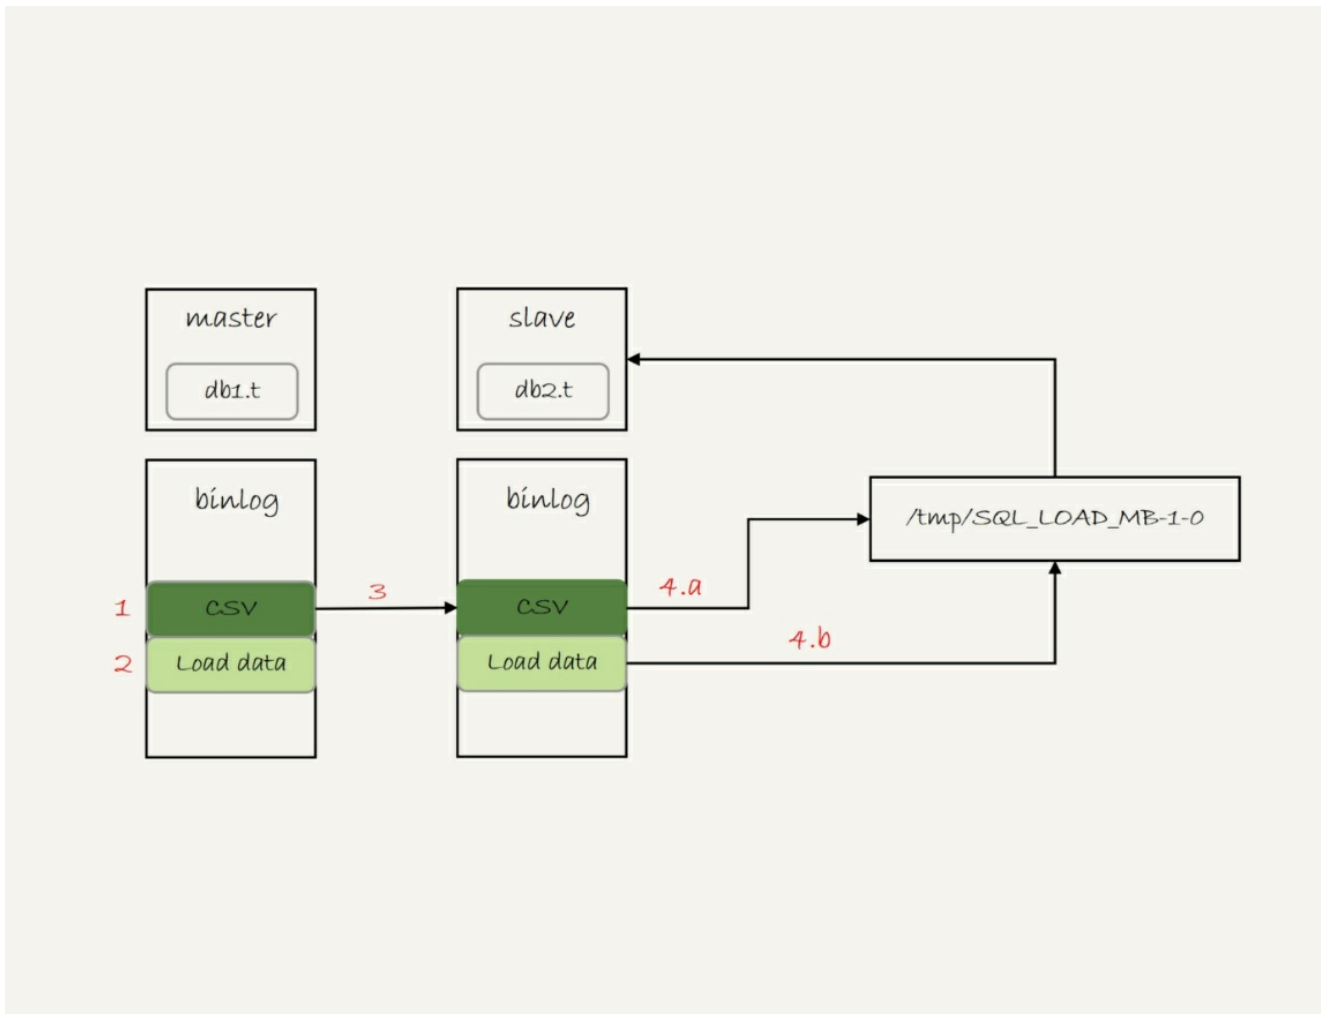 master
slave
db1.t
db2.t
binlog
binlog
/tmp/SQL_LOAD_MB-1-0
1
CSV
3
CSV
4.a
2
Load data
Load data
4.b